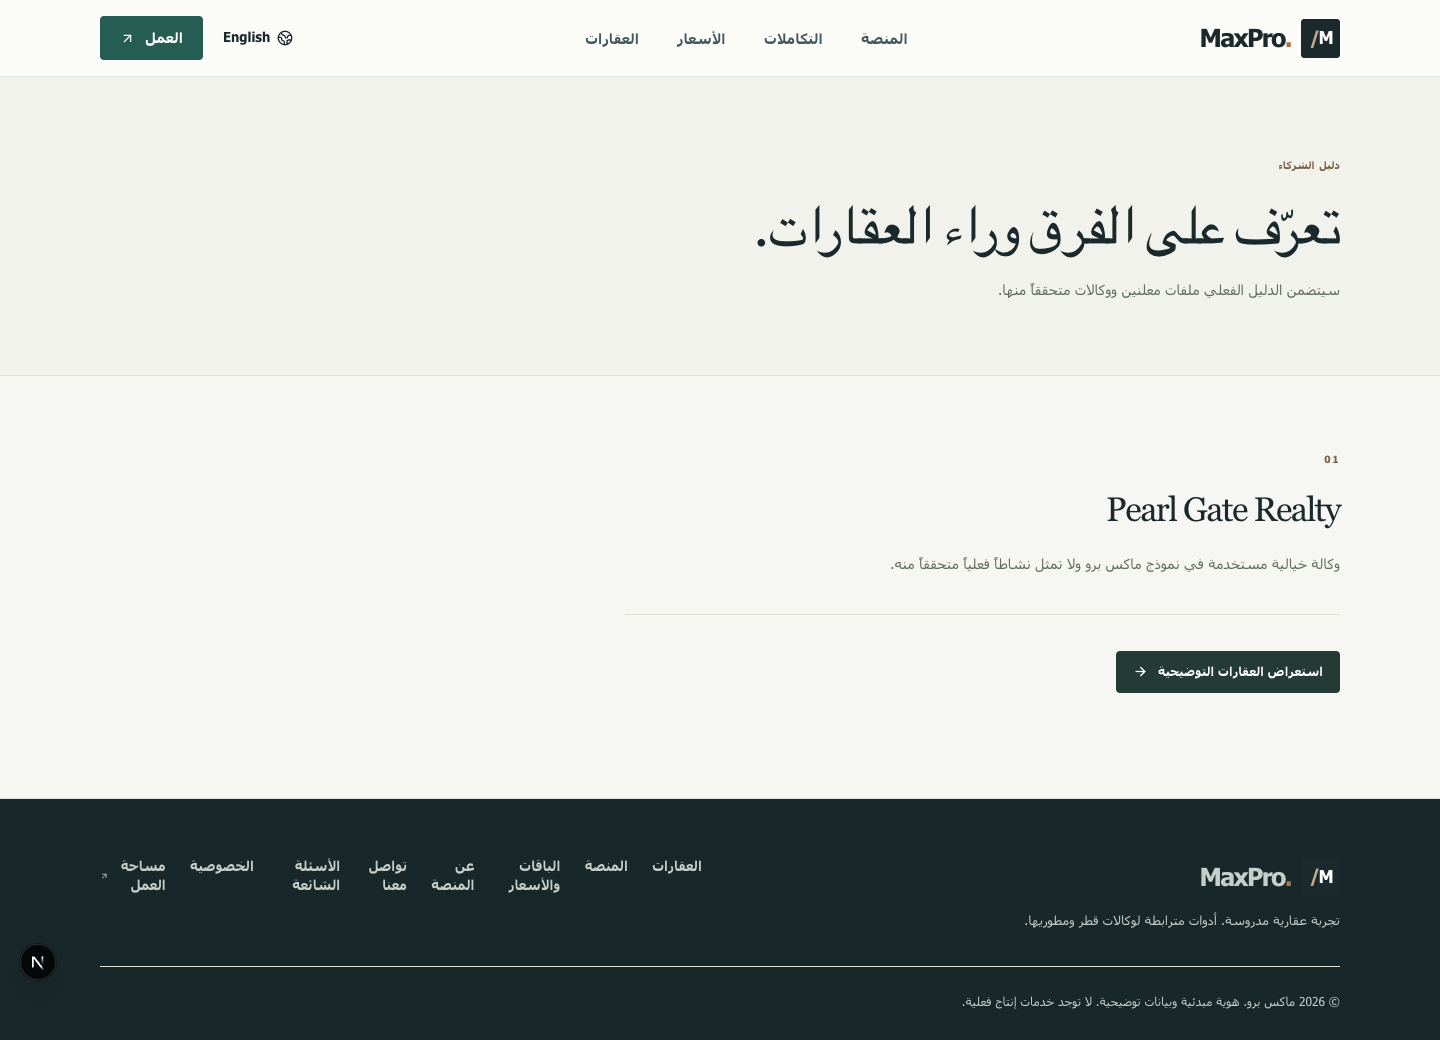 M/ MaxPro.
المنصة
التكاملات
الأسعار
العقارات
English
العمل
دليل الشركاء
تعرّف على الفرق وراء العقارات.
سيتضمن الدليل الفعلي ملفات معلنين ووكالات متحققاً منها.
01
Pearl Gate Realty
وكالة خيالية مستخدمة في نموذج ماكس برو ولا تمثل نشاطاً فعلياً متحققاً منه.
استعراض العقارات التوضيحية
M/ MaxPro.
تجربة عقارية مدروسة. أدوات مترابطة لوكالات قطر ومطوريها.
العقارات
المنصة
الباقات
والأسعار
عن
المنصة
تواصل
معنا
الأسئلة
الشائعة
الخصوصية
مساحة
العمل
N
© 2026 ماكس برو. هوية مبدئية وبيانات توضيحية. لا توجد خدمات إنتاج فعلية.